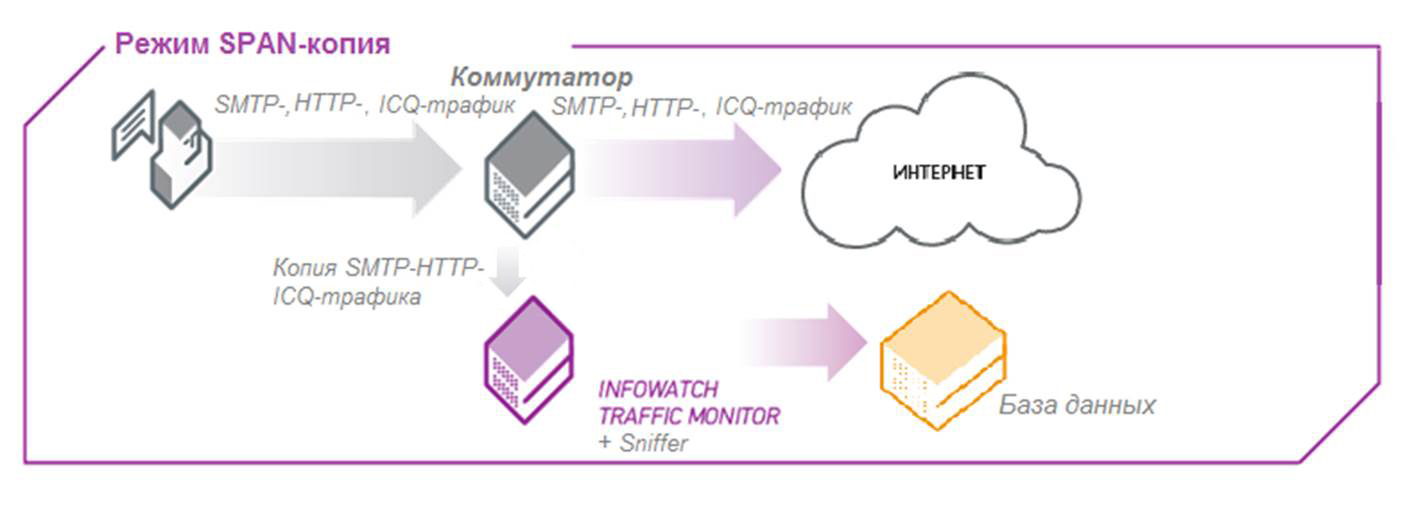 Режим SPAN-копия
Коммутатор
SMTP-, HTTP-, ICQ-трафик
SMTP-, HTTP-, ICQ-трафик
ИНТЕРНЕТ
Копия SMTP-HTTP-
ICQ-трафика
INFOWATCH
TRAFFIC MONITOR
+ Sniffer
База данных